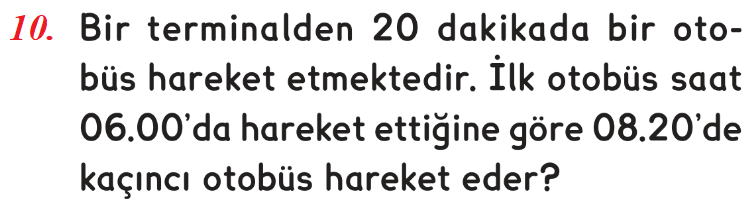 10. Bir terminalden 20 dakikada bir oto-
büs hareket etmektedir. İlk otobüs saat
06.00'da hareket ettiğine göre 08.20'de
kaçıncı otobüs hareket eder?